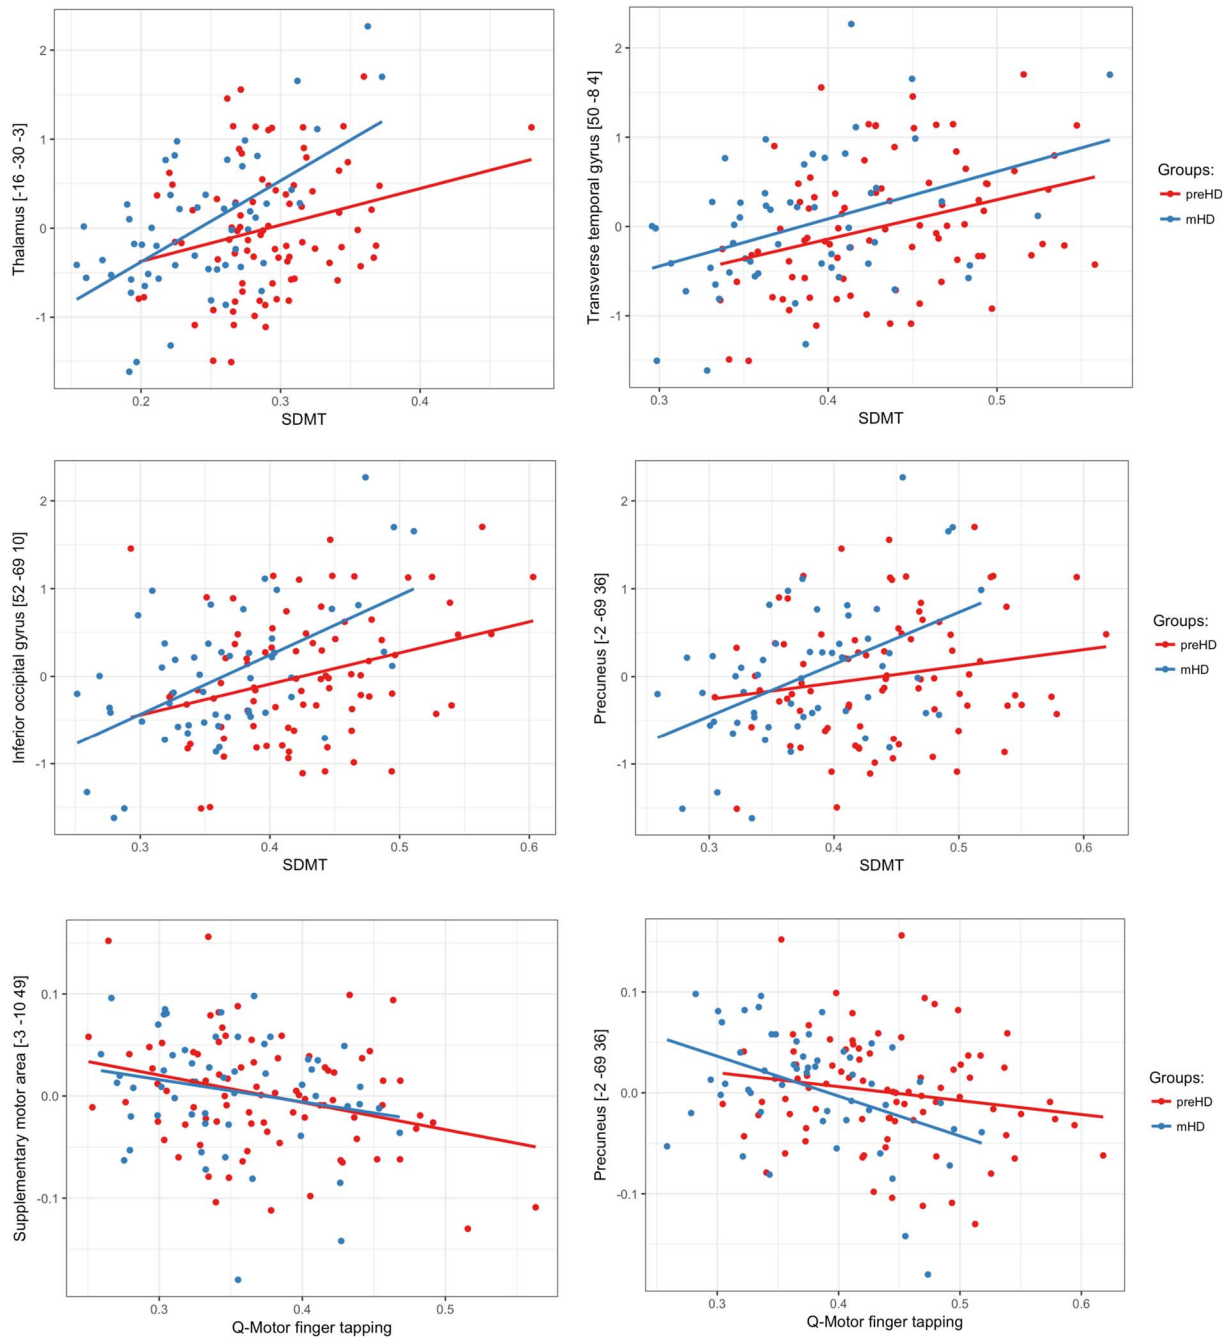 Thalamus [-16 -30 -3]
2
1
0
-1
0.2 0.3 0.4
SDMT
Transverse temporal gyrus [50 -8 4]
2
1
0
-1
0.3 0.4 0.5
SDMT
Groups:
preHD
mHD
Inferior occipital gyrus [52 -69 10]
2
1
0
-1
0.3 0.4 0.5 0.6
SDMT
Precuneus [-2 -69 36]
2
1
0
-1
0.3 0.4 0.5 0.6
SDMT
Groups:
preHD
mHD
Supplementary motor area [-3 -10 49]
0.1
0.0
-0.1
0.3 0.4 0.5
Q-Motor finger tapping
Precuneus [-2 -69 36]
0.1
0.0
-0.1
0.3 0.4 0.5 0.6
Q-Motor finger tapping
Groups:
preHD
mHD